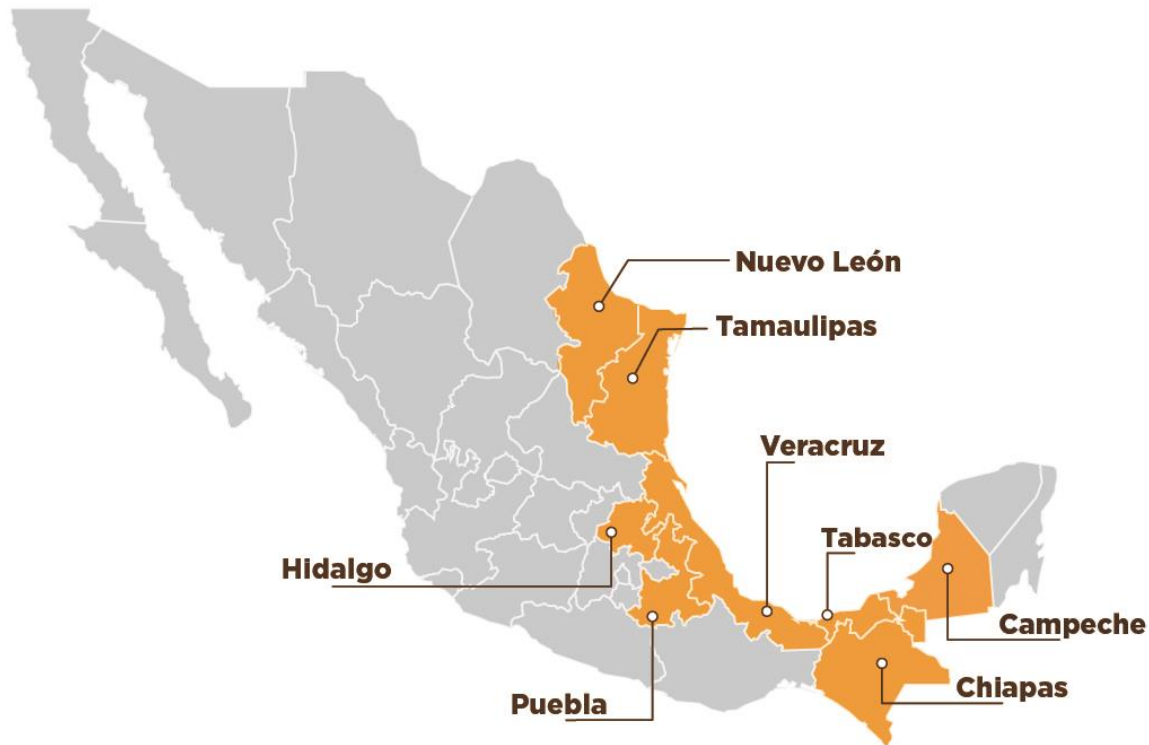 Nuevo León
Tamaulipas
Veracruz
Tabasco
Hidalgo
Campeche
Chiapas
Puebla